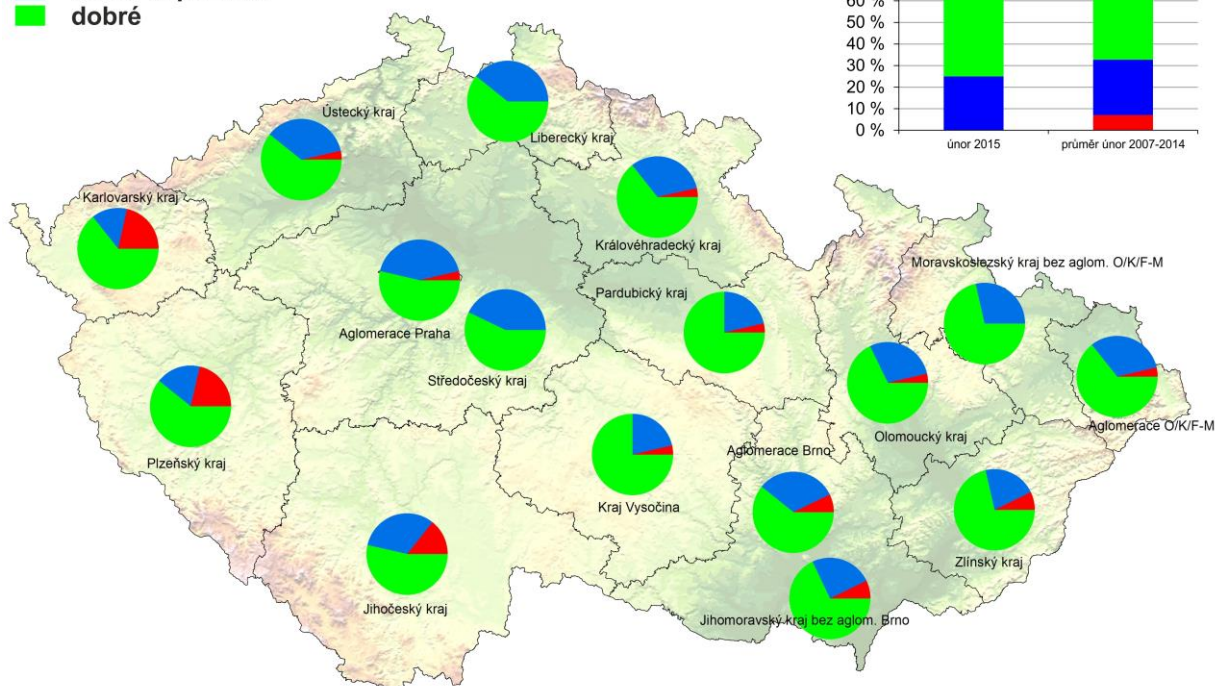 dobré
60 %
50 %
40 %
30 %
20 %
10 %
0 %
únor 2015
průměr únor 2007-2014
Ústecký kraj
Liberecký kraj
Karlovarský kraj
Královéhradecký kraj
Moravskoslezský kraj bez aglom. O/K/F-M
Pardubický kraj
Aglomerace Praha
Středočeský kraj
Aglomerace O/K/F-M
Olomoucký kraj
Aglomerace Brno
Plzeňský kraj
Kraj Vysočina
Zlínský kraj
Jihočeský kraj
Jihomoravský kraj bez aglom. Brno